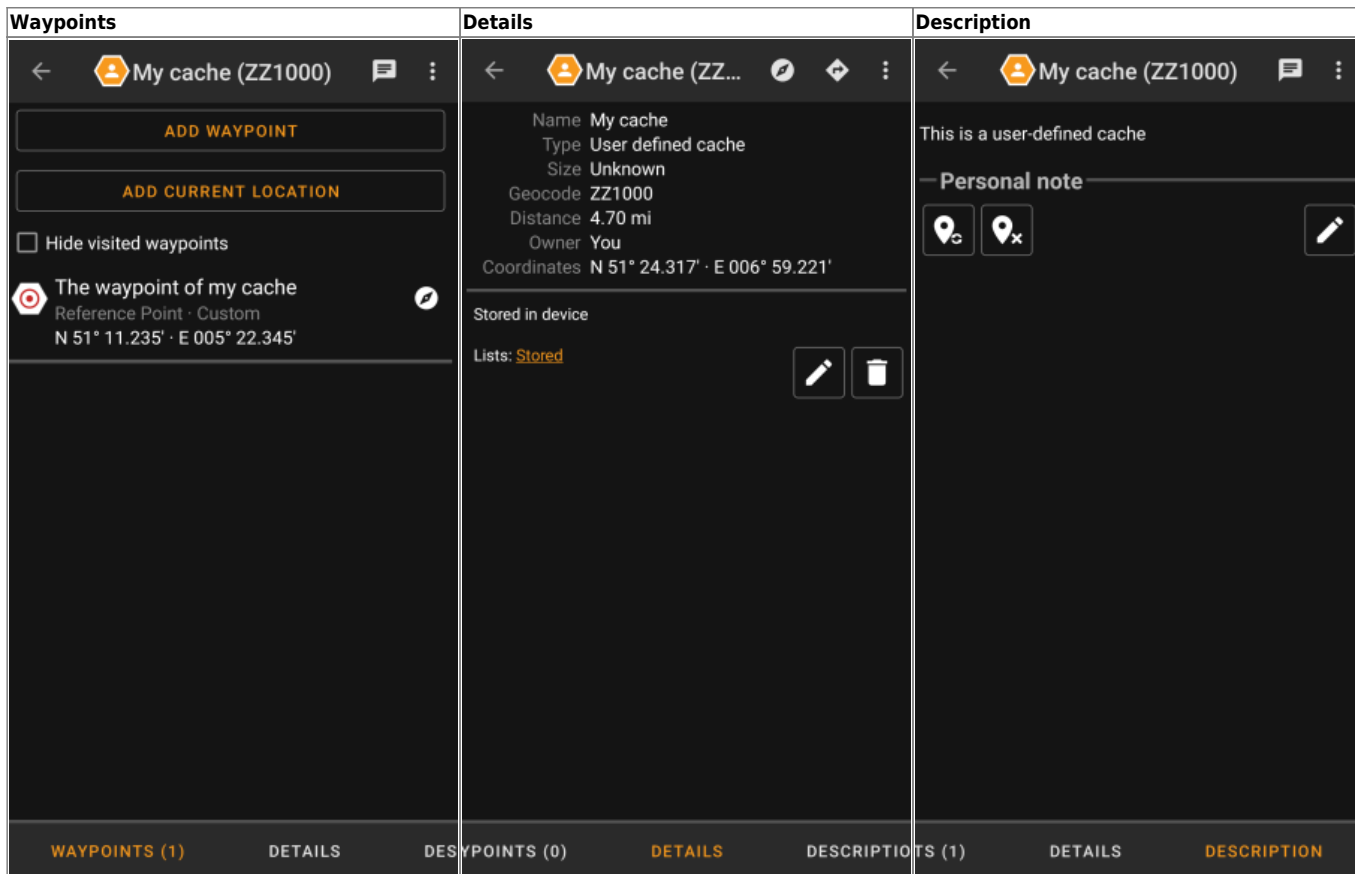 Waypoints
My cache (ZZ1000)
ADD WAYPOINT
ADD CURRENT LOCATION
Hide visited waypoints
The waypoint of my cache
Reference Point · Custom
N 51° 11.235' · E 005° 22.345'
WAYPOINTS (1) DETAILS DES
Details
My cache (ZZ...
Name My cache
Type User defined cache
Size Unknown
Geocode ZZ1000
Distance 4.70 mi
Owner You
Coordinates N 51° 24.317' · E 006° 59.221'
Stored in device
Lists: Stored
YPOINTS (0) DETAILS DESCRIPTIO
Description
My cache (ZZ1000)
This is a user-defined cache
Personal note
TS (1) DETAILS DESCRIPTION